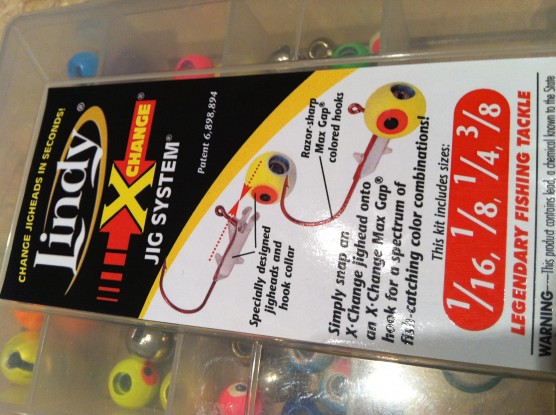 CHANGE JIGHEADS IN SECONDS!
Lindy®
X CHANGE®
JIG SYSTEM®
Patent 6,898,894
Razor-sharp
Max Gap®
colored hooks
Specially designed
jigheads and
hook collar
Simply snap an
X·Change jighead onto
an X·Change Max Gap®
hook for a spectrum of
fish-catching color combinations!
This kit includes sizes:
1/16, 1/8, 1/4, 3/8
LEGENDARY FISHING TACKLE
WARNING—This product contains lead, a chemical known to the State